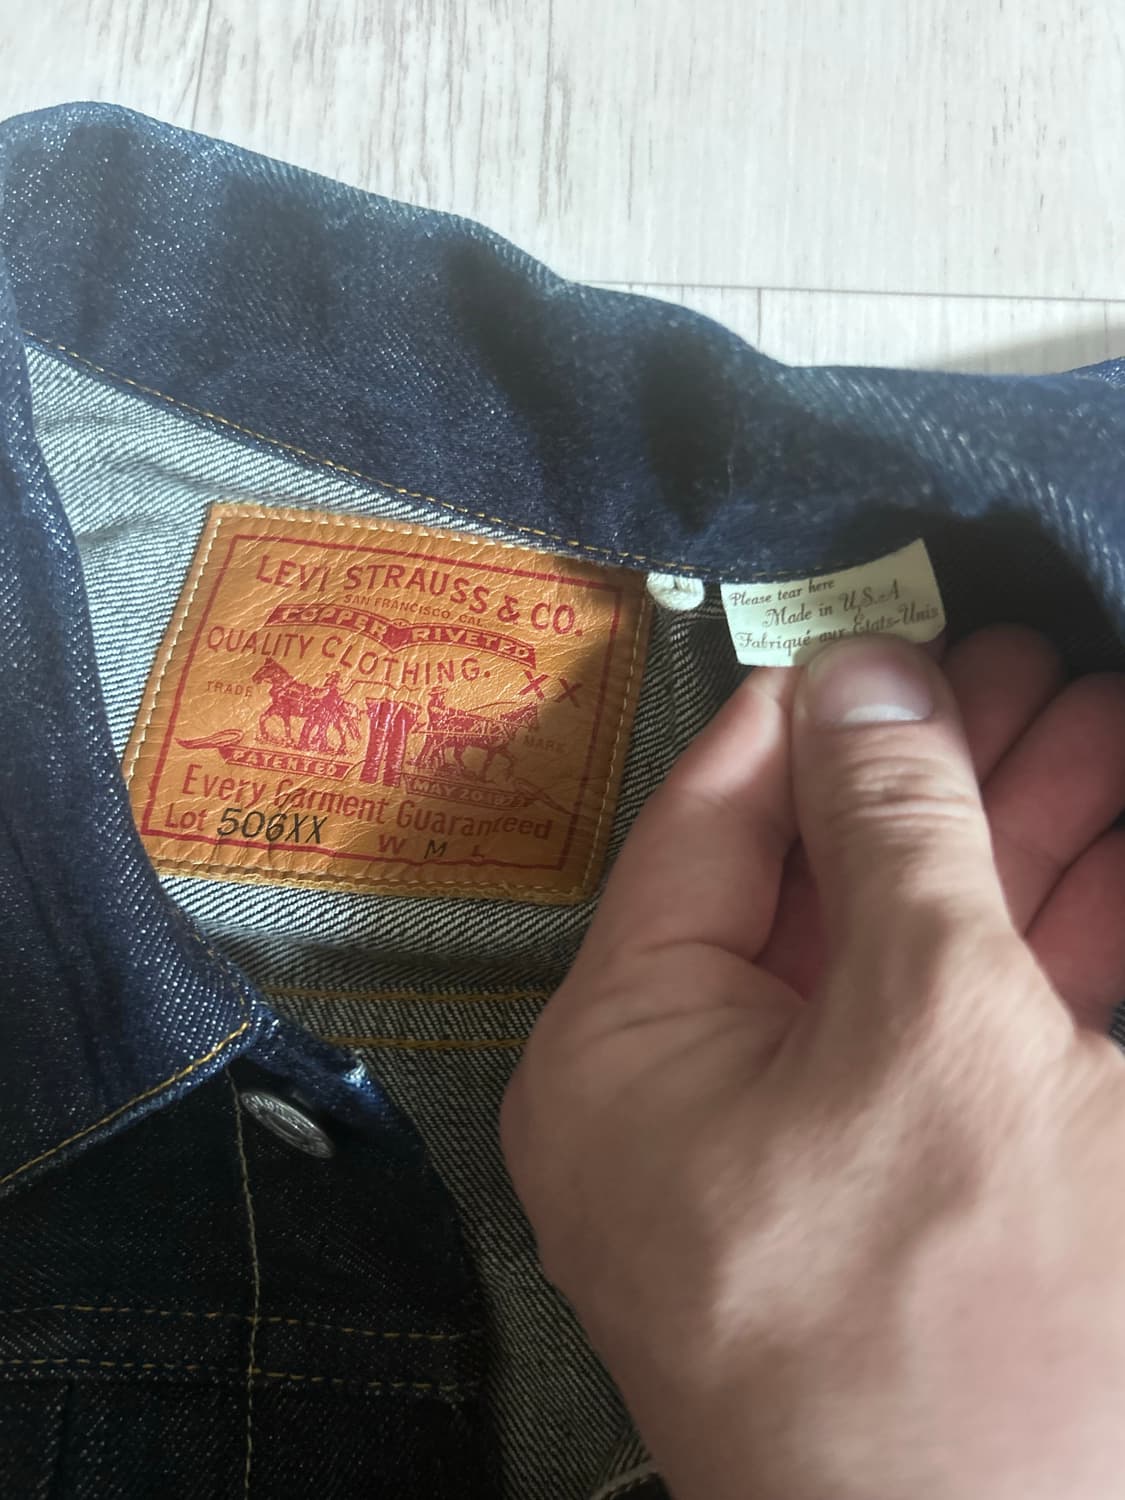 LEVI STRAUSS & CO.
SAN FRANCISCO, CAL.
COPPER RIVETED
QUALITY CLOTHING.
XX
TRADE MARK
PATENTED MAY 20 1873
Every Garment Guaranteed
Lot 506XX W M L
Please tear here
Made in U.S.A
Fabriqué aux États-Unis